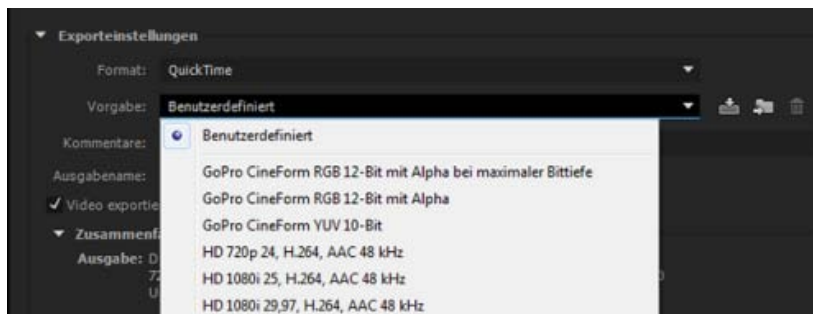 Exporteinstellungen
Format: QuickTime
Vorgabe: Benutzerdefiniert
Kommentare: Benutzerdefiniert
Ausgabename: GoPro CineForm RGB 12-Bit mit Alpha bei maximaler Bittiefe
GoPro CineForm RGB 12-Bit mit Alpha
Video exportie
GoPro CineForm YUV 10-Bit
Zusammenf
HD 720p 24, H.264, AAC 48 kHz
Ausgabe: D
HD 1080i 25, H.264, AAC 48 kHz
72
HD 1080i 29,97, H.264, AAC 48 kHz
U